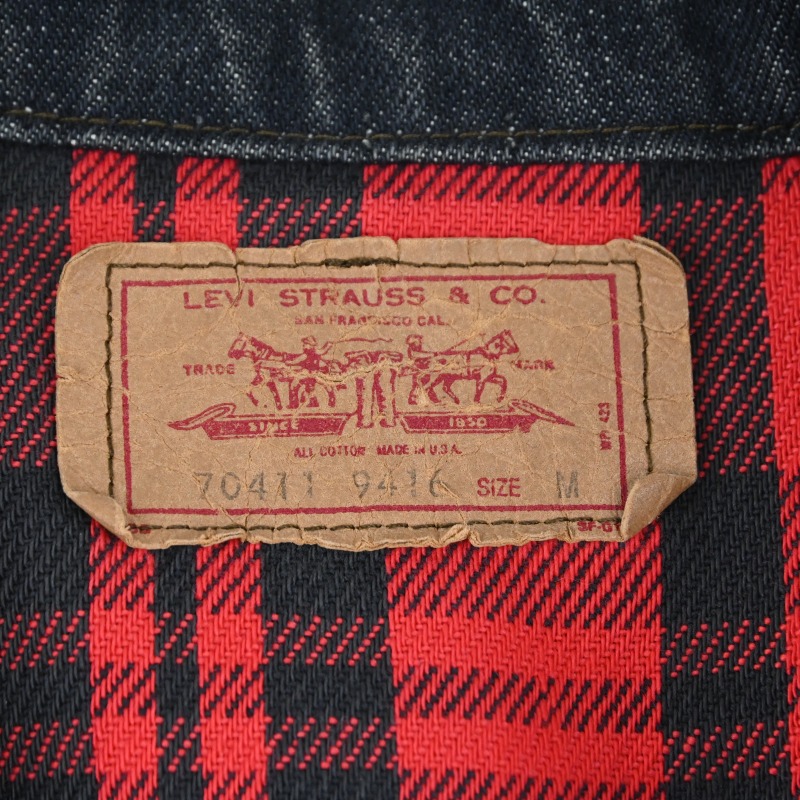 LEVI STRAUSS & CO.
SAN FRANCISCO CAL.
TRADE MARK
SINCE 1850
ALL COTTON MADE IN U.S.A.
70411 9416 SIZE M